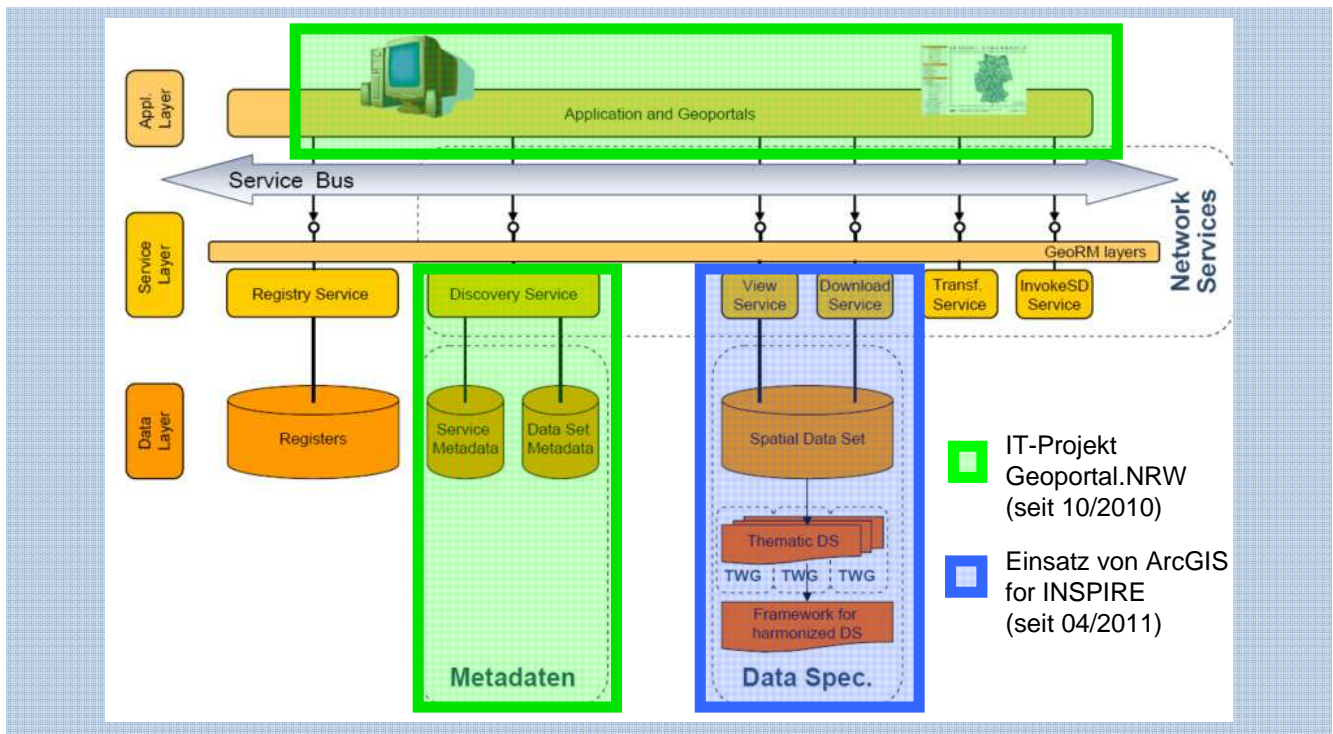 Appl.
Layer
Application and Geoportals
Service Bus
Network
Services
Service
Layer
GeoRM layers
Registry Service
Discovery Service
View
Service
Download
Service
Transf.
Service
InvokeSD
Service
Data
Layer
Registers
Service
Metadata
Data Set
Metadata
Spatial Data Set
Thematic DS
TWG
TWG
TWG
Framework for
harmonized DS
Metadaten
Data Spec.
IT-Projekt
Geoportal.NRW
(seit 10/2010)
Einsatz von ArcGIS
for INSPIRE
(seit 04/2011)